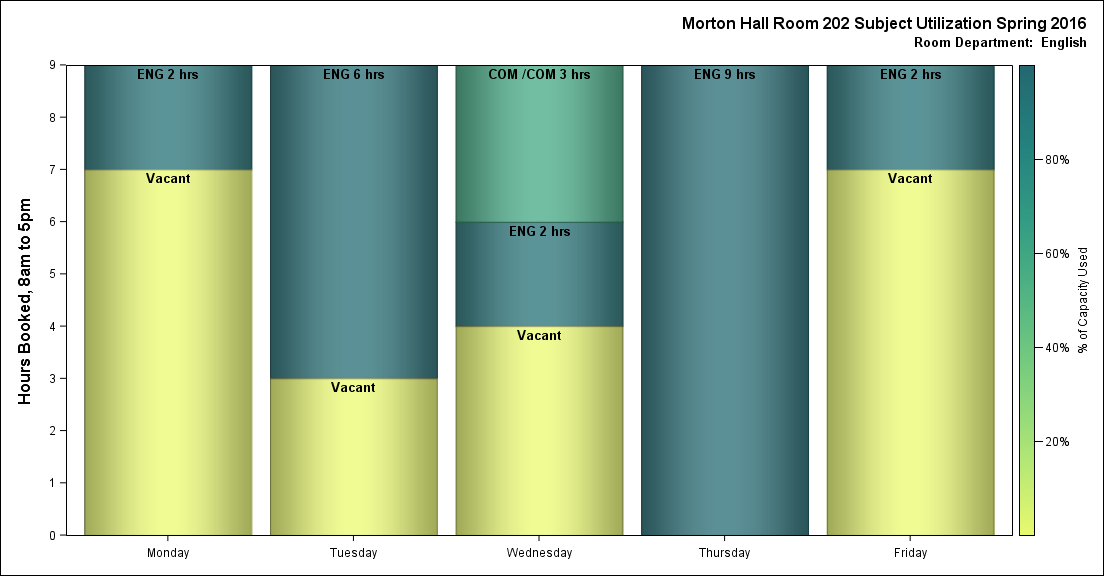 Morton Hall Room 202 Subject Utilization Spring 2016
Room Department: English
Hours Booked, 8am to 5pm
9
8
7
6
5
4
3
2
1
0
ENG 2 hrs
Vacant
ENG 6 hrs
Vacant
COM /COM 3 hrs
ENG 2 hrs
Vacant
ENG 9 hrs
ENG 2 hrs
Vacant
Monday
Tuesday
Wednesday
Thursday
Friday
80%
60%
40%
20%
% of Capacity Used